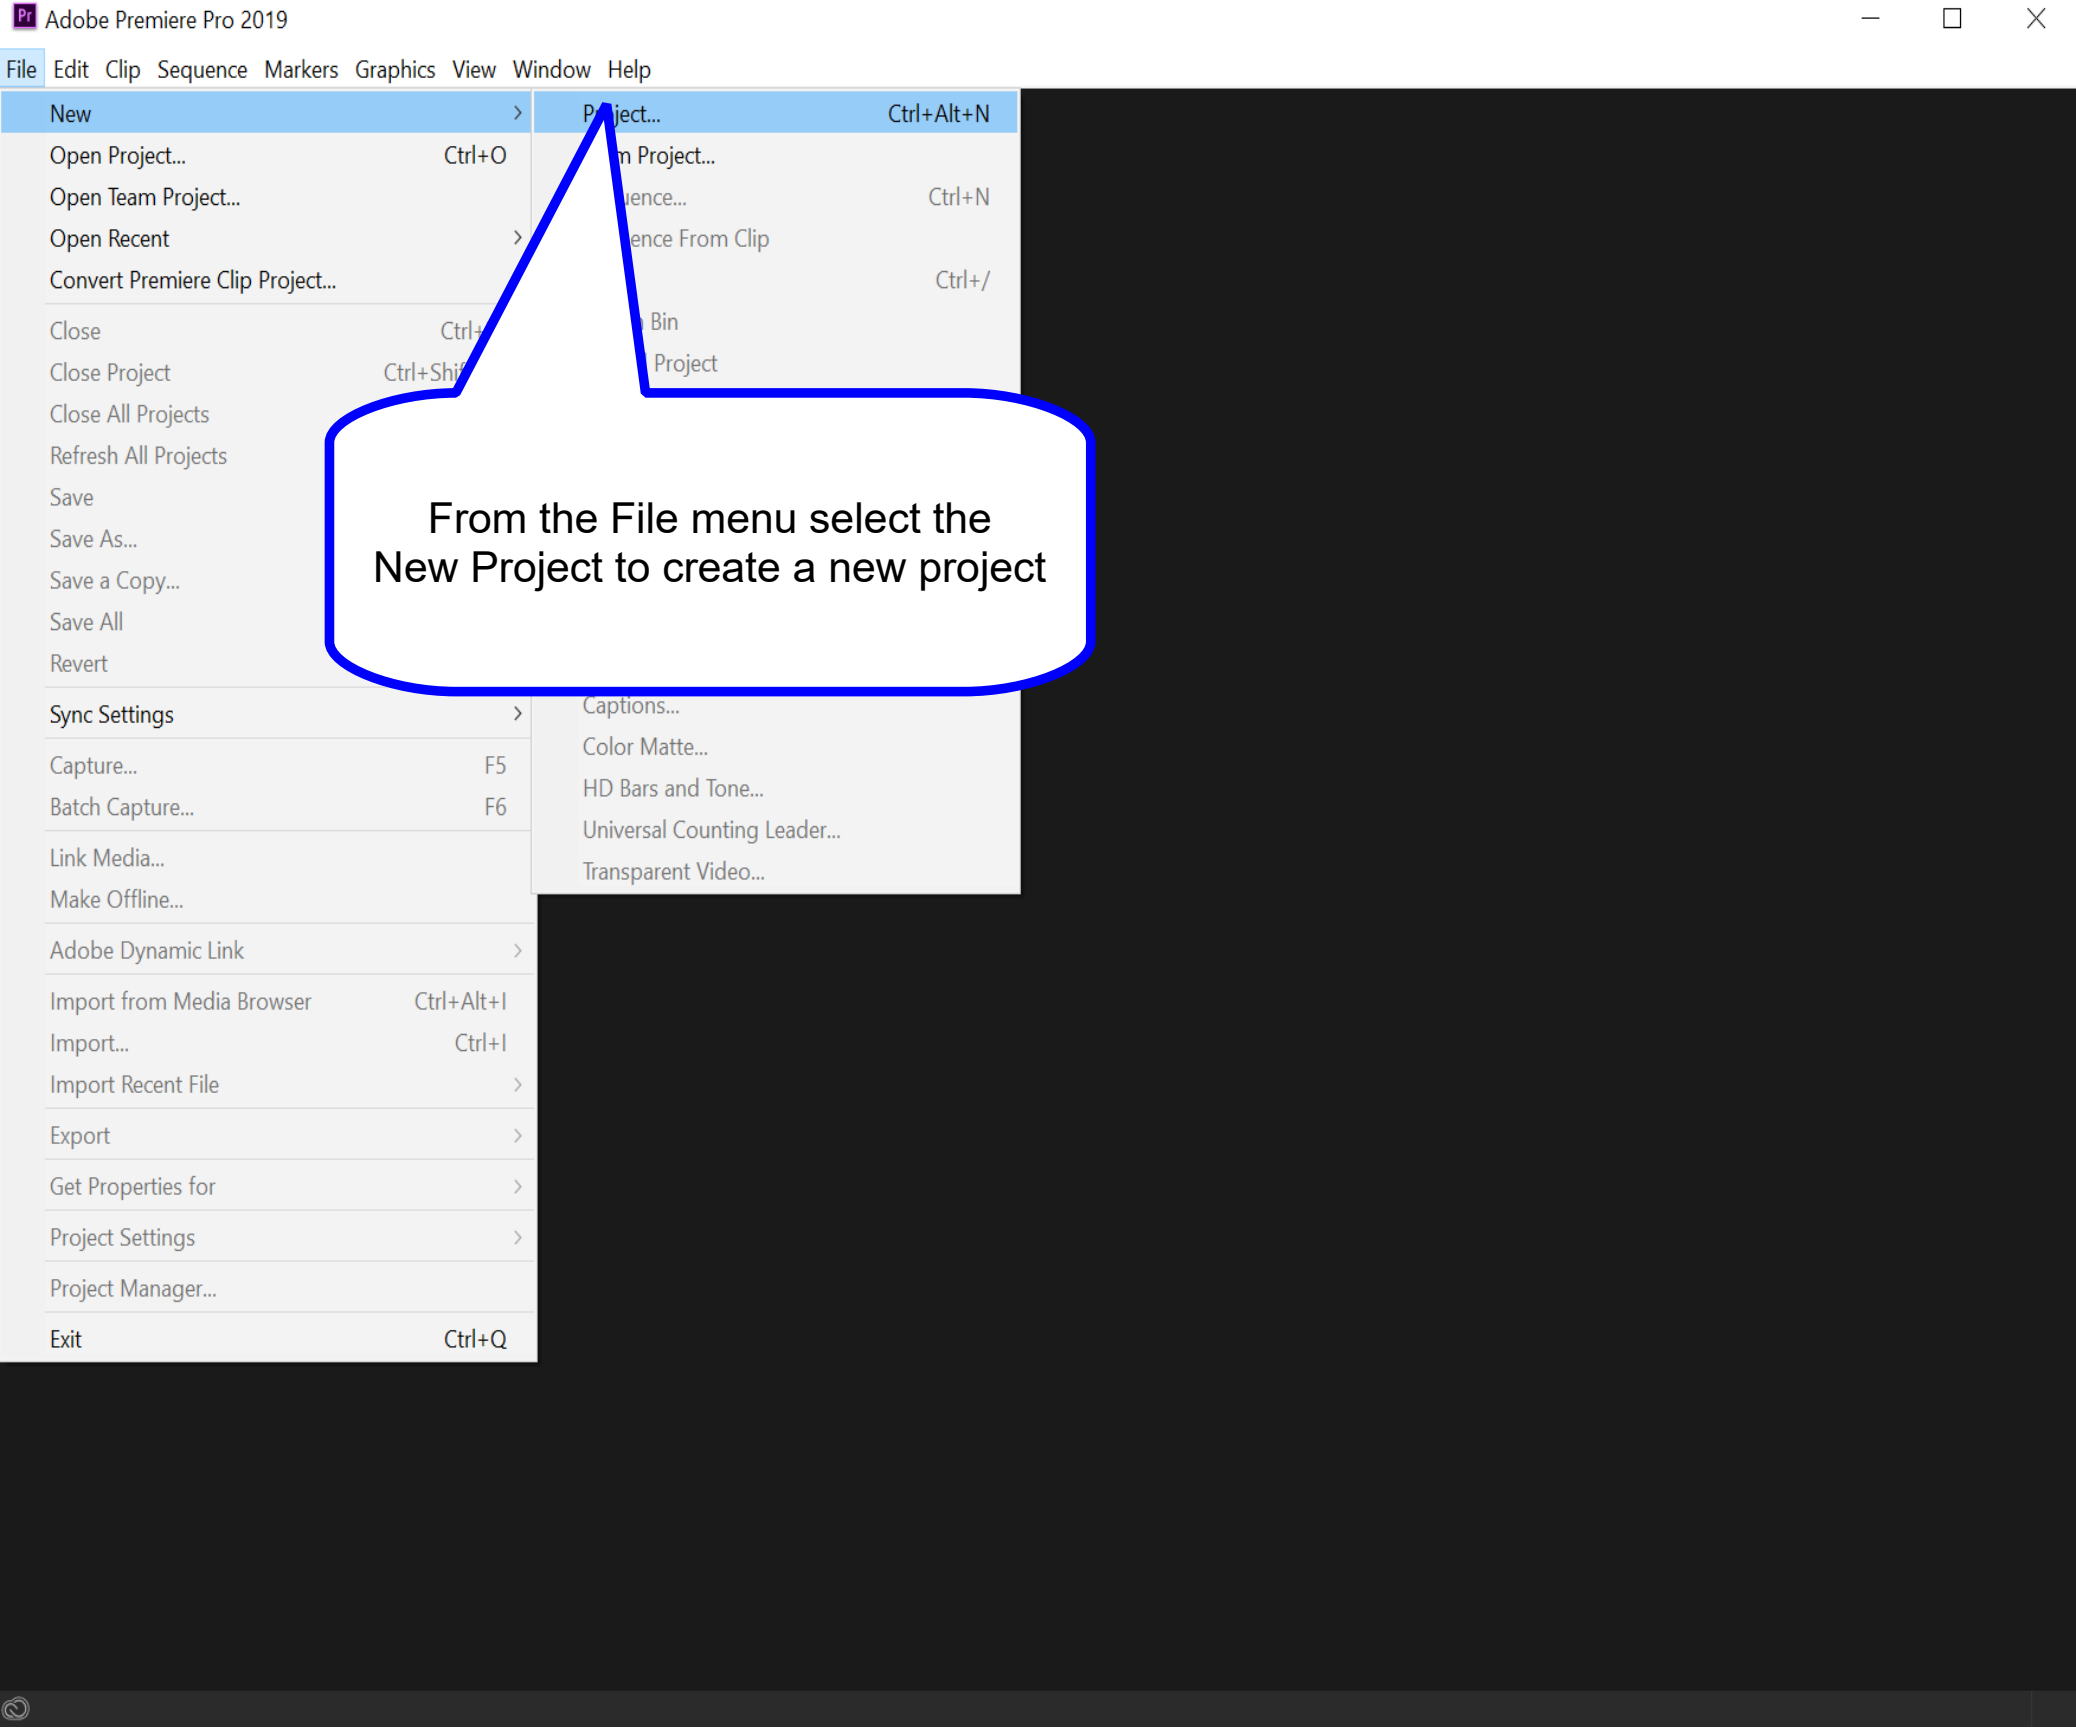 Pr Adobe Premiere Pro 2019
File Edit Clip Sequence Markers Graphics View Window Help
New
Open Project... Ctrl+O
Open Team Project...
Open Recent
Convert Premiere Clip Project...
Close
Close Project
Close All Projects
Refresh All Projects
Save
Save As...
Save a Copy...
Save All
Revert
Sync Settings
Capture... F5
Batch Capture... F6
Link Media...
Make Offline...
Adobe Dynamic Link
Import from Media Browser Ctrl+Alt+I
Import... Ctrl+I
Import Recent File
Export
Get Properties for
Project Settings
Project Manager...
Exit Ctrl+Q
Project... Ctrl+Alt+N
Project...
Ctrl+N
From Clip
Ctrl+/
Bin
Project
From the File menu select the
New Project to create a new project
Captions...
Color Matte...
HD Bars and Tone...
Universal Counting Leader...
Transparent Video...